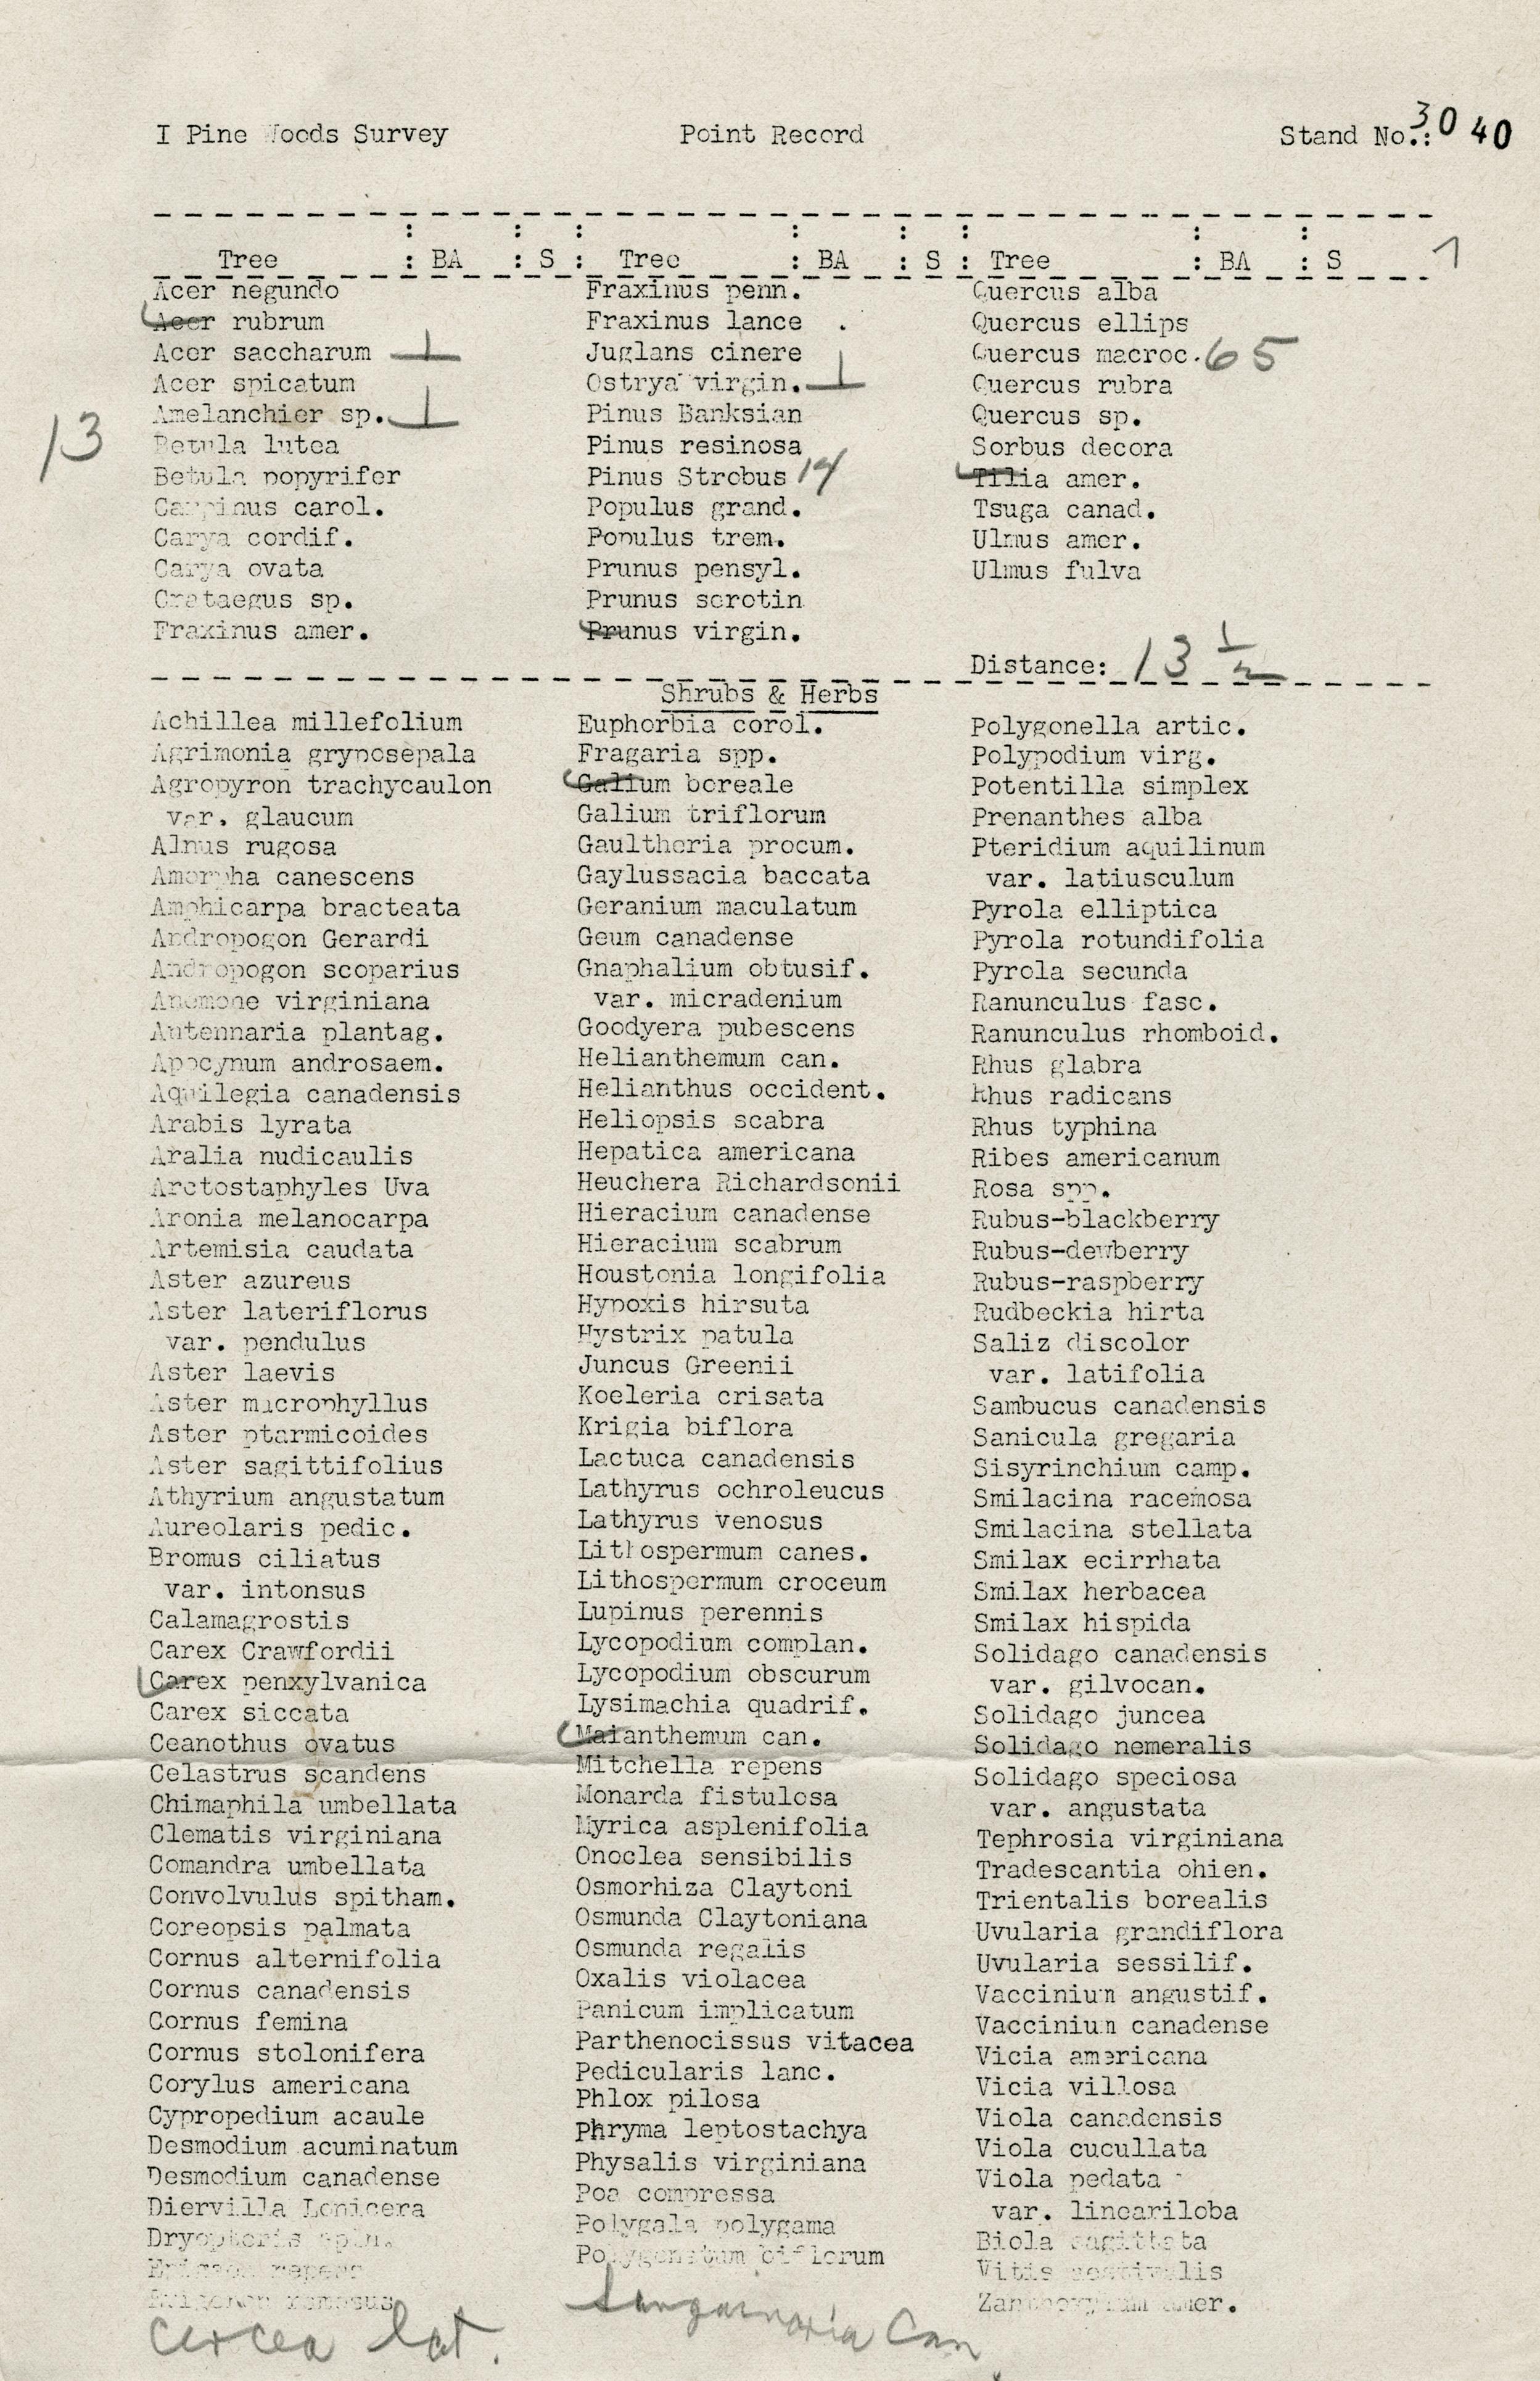 I Pine Woods Survey Point Record Stand No.: 30 40
Tree : BA : S : Tree : BA : S : Tree : BA : S 1
Acer negundo
Acer rubrum
Acer saccharum
Acer spicatum
13
Amelanchier sp.
Betula lutea
Betula popyrifer
Carpinus carol.
Carya cordif.
Carya ovata
Crataegus sp.
Fraxinus amer.
Fraxinus penn.
Fraxinus lance .
Juglans cinere
Ostrya virgin.
Pinus Banksian
Pinus resinosa
Pinus Strobus 14
Populus grand.
Populus trem.
Prunus pensyl.
Prunus serotin
Prunus virgin.
Quercus alba
Quercus ellips
Quercus macroc. 65
Quercus rubra
Quercus sp.
Sorbus decora
Tilia amer.
Tsuga canad.
Ulmus amer.
Ulmus fulva
Distance: 13 1/2
Shrubs & Herbs
Achillea millefolium
Agrimonia gryposepala
Agropyron trachycaulon
var. glaucum
Alnus rugosa
Amorpha canescens
Amphicarpa bracteata
Andropogon Gerardi
Andropogon scoparius
Anemone virginiana
Antennaria plantag.
Apocynum androsaem.
Aquilegia canadensis
Arabis lyrata
Aralia nudicaulis
Arctostaphyles Uva
Aronia melanocarpa
Artemisia caudata
Aster azureus
Aster lateriflorus
var. pendulus
Aster laevis
Aster macrophyllus
Aster ptarmicoides
Aster sagittifolius
Athyrium angustatum
Aureolaris pedic.
Bromus ciliatus
var. intonsus
Calamagrostis
Carex Crawfordii
Carex penxylvanica
Carex siccata
Ceanothus ovatus
Celastrus scandens
Chimaphila umbellata
Clematis virginiana
Comandra umbellata
Convolvulus spitham.
Coreopsis palmata
Cornus alternifolia
Cornus canadensis
Cornus femina
Cornus stolonifera
Corylus americana
Cypropedium acaule
Desmodium acuminatum
Desmodium canadense
Diervilla Lonicera
Dryopteris spin.
repens
ramosus
Circea lat.
Euphorbia corol.
Fragaria spp.
Galium boreale
Galium triflorum
Gaultheria procum.
Gaylussacia baccata
Geranium maculatum
Geum canadense
Gnaphalium obtusif.
var. micradenium
Goodyera pubescens
Helianthemum can.
Helianthus occident.
Heliopsis scabra
Hepatica americana
Heuchera Richardsonii
Hieracium canadense
Hieracium scabrum
Houstonia longifolia
Hypoxis hirsuta
Hystrix patula
Juncus Greenii
Koeleria crisata
Krigia biflora
Lactuca canadensis
Lathyrus ochroleucus
Lathyrus venosus
Lithospermum canes.
Lithospermum croceum
Lupinus perennis
Lycopodium complan.
Lycopodium obscurum
Lysimachia quadrif.
Maianthemum can.
Mitchella repens
Monarda fistulosa
Myrica asplenifolia
Onoclea sensibilis
Osmorhiza Claytoni
Osmunda Claytoniana
Osmunda regalis
Oxalis violacea
Panicum implicatum
Parthenocissus vitacea
Pedicularis lanc.
Phlox pilosa
Phryma leptostachya
Physalis virginiana
Poa compressa
Polygala polygama
Polygonatum biflorum
Sanguinaria Can.
Polygonella artic.
Polypodium virg.
Potentilla simplex
Prenanthes alba
Pteridium aquilinum
var. latiusculum
Pyrola elliptica
Pyrola rotundifolia
Pyrola secunda
Ranunculus fasc.
Ranunculus rhomboid.
Rhus glabra
Rhus radicans
Rhus typhina
Ribes americanum
Rosa spp.
Rubus-blackberry
Rubus-dewberry
Rubus-raspberry
Rudbeckia hirta
Saliz discolor
var. latifolia
Sambucus canadensis
Sanicula gregaria
Sisyrinchium camp.
Smilacina racemosa
Smilacina stellata
Smilax ecirrhata
Smilax herbacea
Smilax hispida
Solidago canadensis
var. gilvocan.
Solidago juncea
Solidago nemeralis
Solidago speciosa
var. angustata
Tephrosia virginiana
Tradescantia ohien.
Trientalis borealis
Uvularia grandiflora
Uvularia sessilif.
Vaccinium angustif.
Vaccinium canadense
Vicia americana
Vicia villosa
Viola canadensis
Viola cucullata
Viola pedata
var. lineariloba
Biola sagittata
Vitis aestivalis
Zanthoxylum amer.